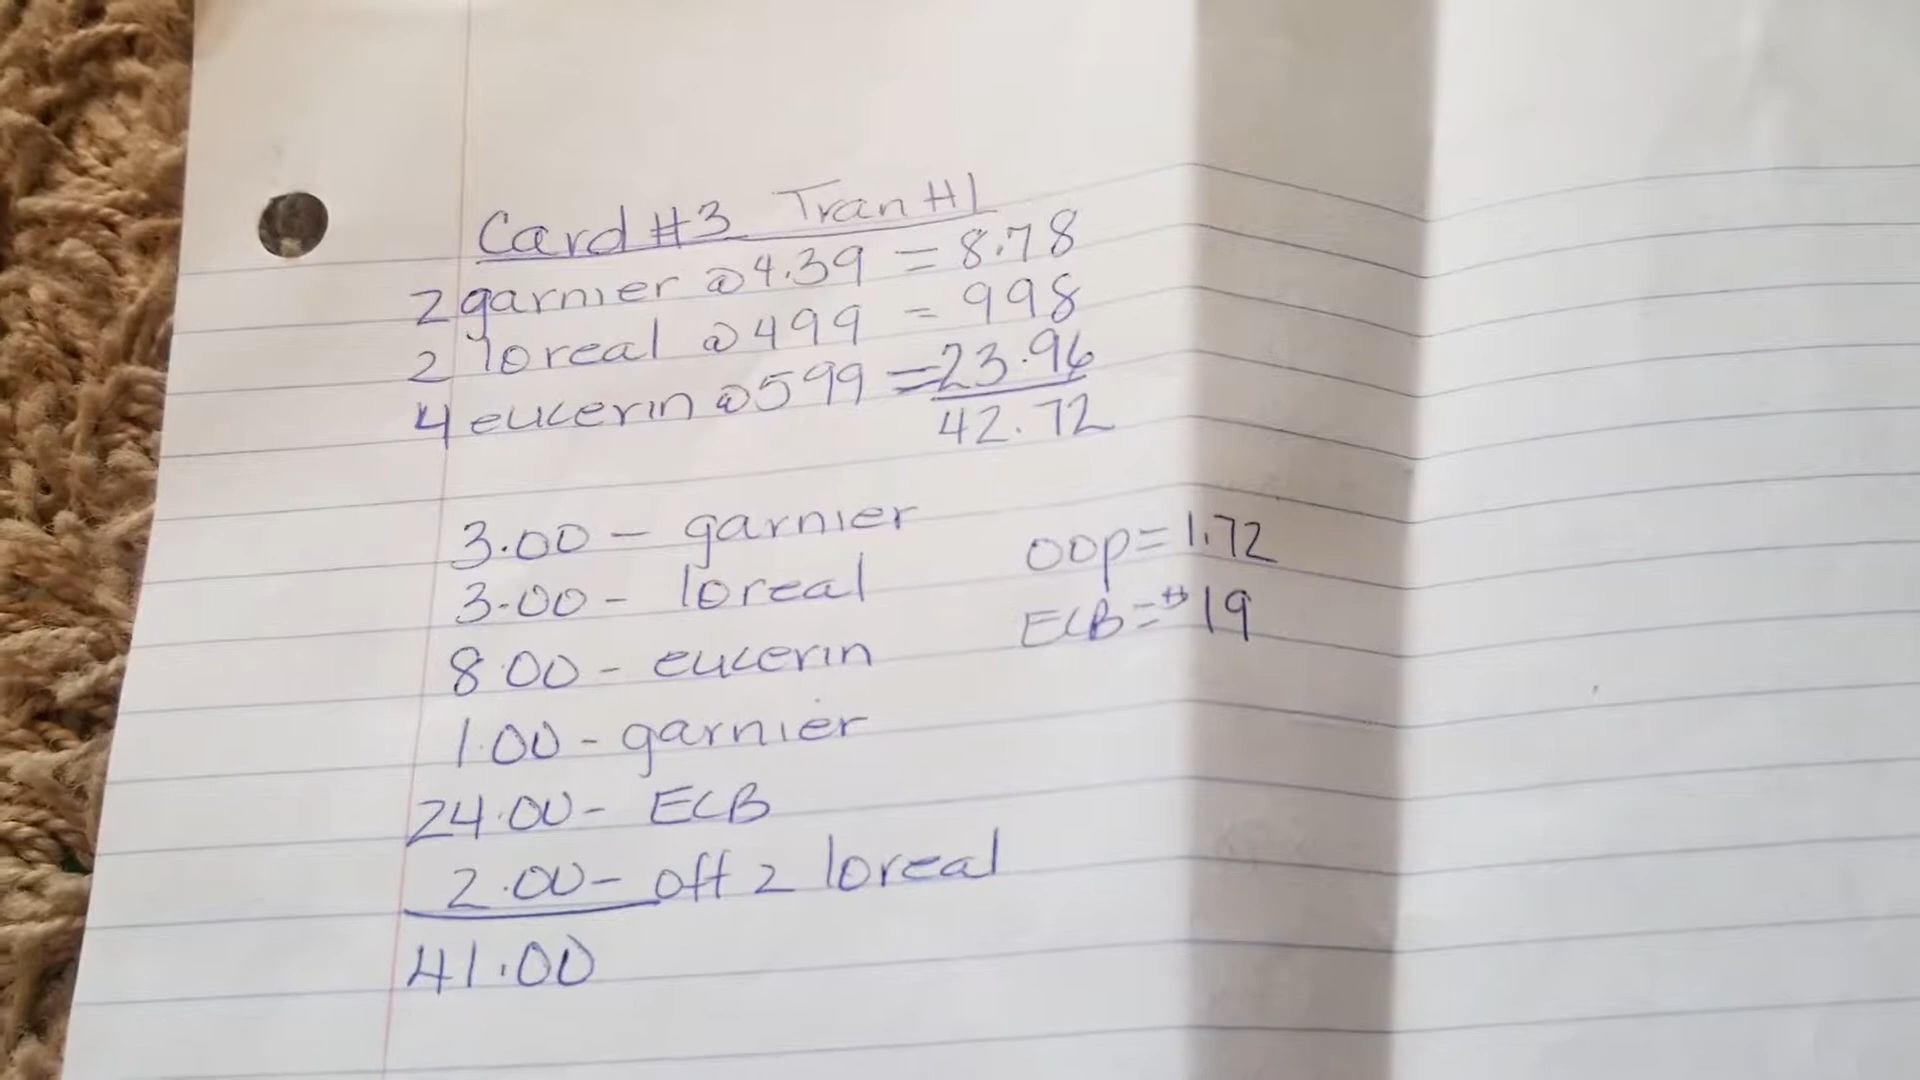 Card #3 Tran #1
2 garnier @ 4.39 = 8.78
2 loreal @ 499 = 998
4 eucerin @ 599 = 23.96
42.72
3.00 - garnier
3.00 - loreal
8.00 - eucerin
1.00 - garnier
24.00 - ECB
2.00 - off 2 loreal
41.00
OOP = 1.72
ECB = $19